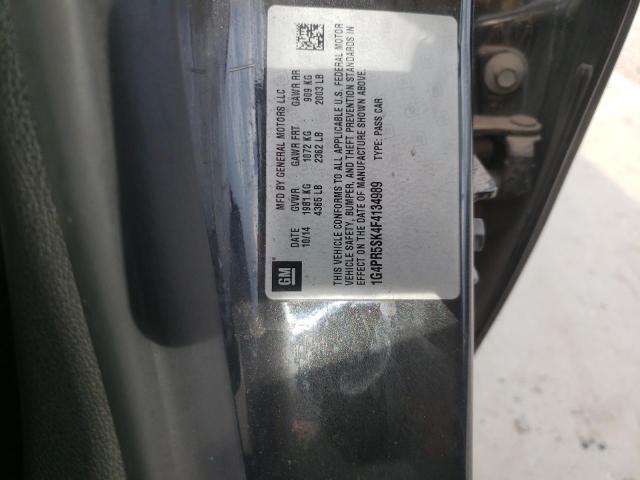 MFD BY GENERAL MOTORS LLC
DATE GVWR GAWR FRT GAWR RR
10/14 1981 KG 1072 KG 909 KG
4365 LB 2362 LB 2003 LB
THIS VEHICLE CONFORMS TO ALL APPLICABLE U.S. FEDERAL MOTOR
VEHICLE SAFETY, BUMPER, AND THEFT PREVENTION STANDARDS IN
EFFECT ON THE DATE OF MANUFACTURE SHOWN ABOVE.
1G4PR5SK4F4134989 TYPE: PASS CAR
GM